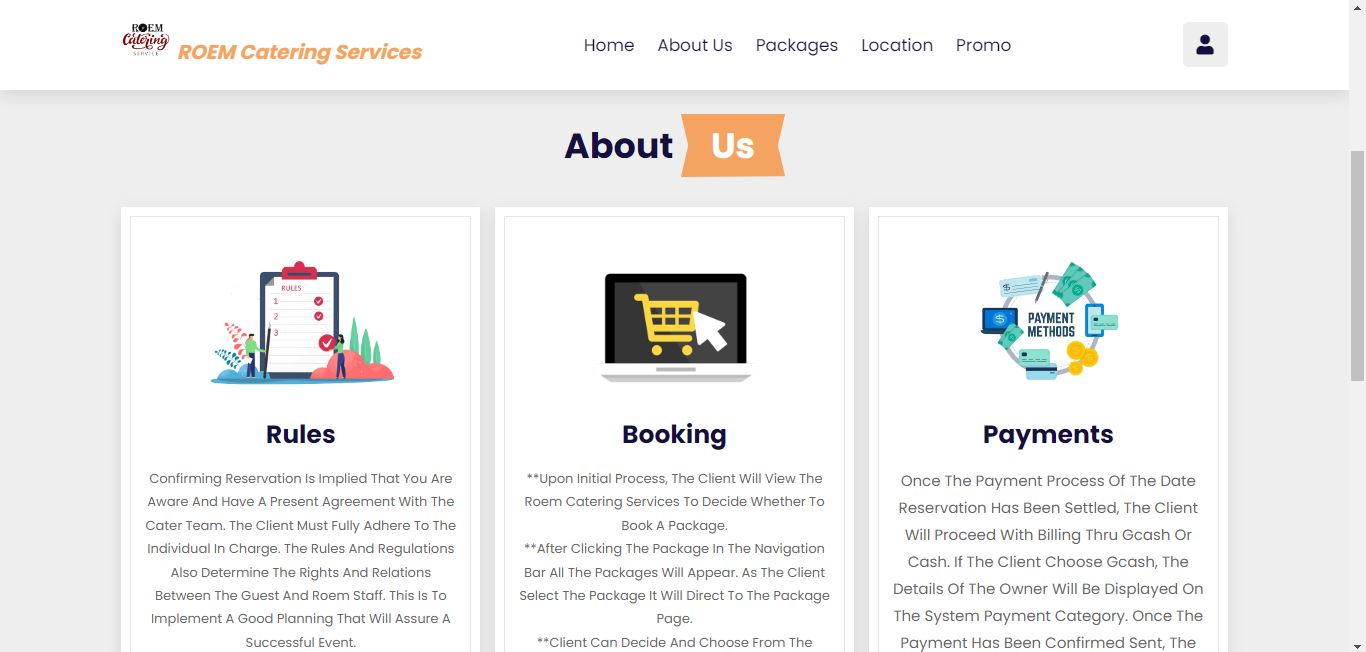 ROEM
Catering
SERVICE
ROEM Catering Services
Home
About Us
Packages
Location
Promo
About Us
RULES
1
2
3
Rules
Confirming Reservation Is Implied That You Are
Aware And Have A Present Agreement With The
Cater Team. The Client Must Fully Adhere To The
Individual In Charge. The Rules And Regulations
Also Determine The Rights And Relations
Between The Guest And Roem Staff. This Is To
Implement A Good Planning That Will Assure A
Successful Event.
Booking
**Upon Initial Process, The Client Will View The
Roem Catering Services To Decide Whether To
Book A Package.
**After Clicking The Package In The Navigation
Bar All The Packages Will Appear. As The Client
Select The Package It Will Direct To The Package
Page.
**Client Can Decide And Choose From The
$
$
$
PAYMENT
METHODS
Payments
Once The Payment Process Of The Date
Reservation Has Been Settled, The Client
Will Proceed With Billing Thru Gcash Or
Cash. If The Client Choose Gcash, The
Details Of The Owner Will Be Displayed On
The System Payment Category. Once The
Payment Has Been Confirmed Sent, The